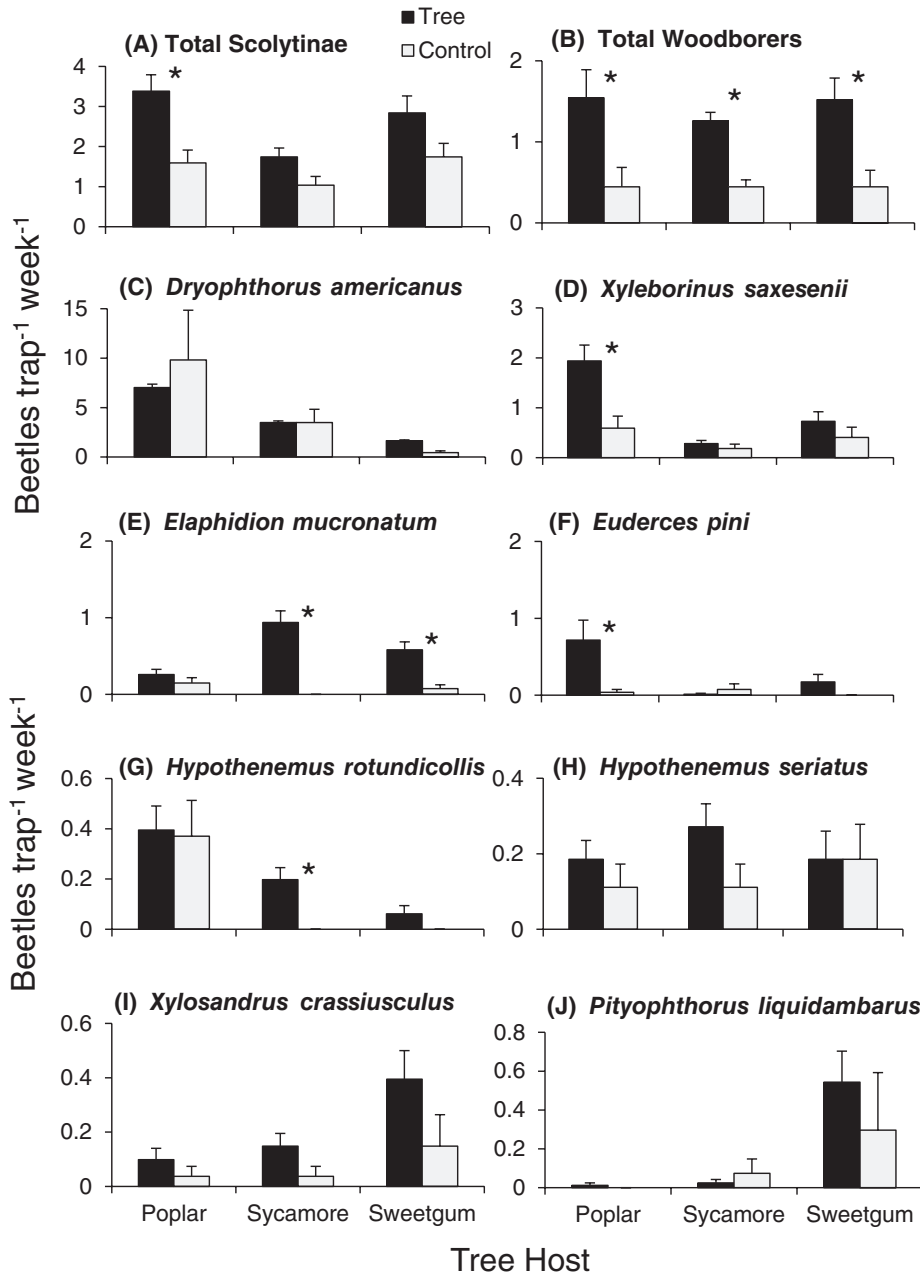 ■ Tree
□ Control
(A) Total Scolytinae
(B) Total Woodborers
4
3
2
1
0
*
2
1
0
*
*
*
(C) Dryophthorus americanus
(D) Xyleborinus saxesenii
15
10
5
0
3
2
1
0
*
Beetles trap⁻¹ week⁻¹
(E) Elaphidion mucronatum
(F) Euderces pini
2
1
0
*
*
2
1
0
*
(G) Hypothenemus rotundicollis
(H) Hypothenemus seriatus
0.6
0.4
0.2
0
*
0.4
0.2
0
Beetles trap⁻¹ week⁻¹
(I) Xylosandrus crassiusculus
(J) Pityophthorus liquidambarus
0.6
0.4
0.2
0
0.8
0.6
0.4
0.2
0
Poplar Sycamore Sweetgum
Poplar Sycamore Sweetgum
Tree Host